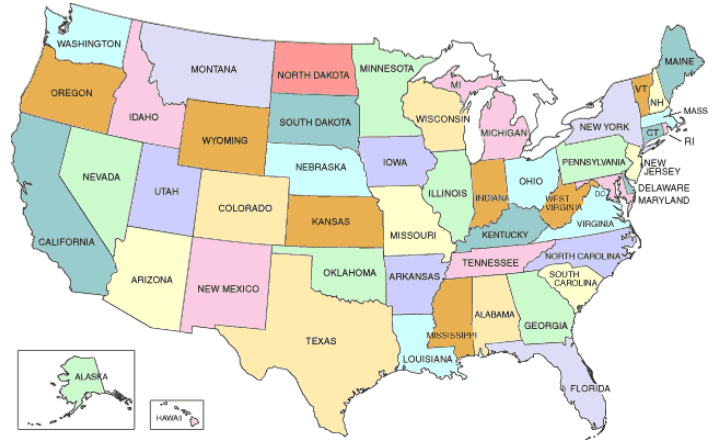 WASHINGTON
MONTANA
NORTH DAKOTA
MINNESOTA
MI
VT
NH
MAINE
OREGON
IDAHO
WYOMING
SOUTH DAKOTA
WISCONSIN
MICHIGAN
NEW YORK
MASS
CT
RI
NEVADA
UTAH
COLORADO
NEBRASKA
IOWA
ILLINOIS
INDIANA
OHIO
PENNSYLVANIA
NEW
JERSEY
DELAWARE
MARYLAND
DC
WEST
VIRGINIA
VIRGINIA
CALIFORNIA
KANSAS
MISSOURI
KENTUCKY
ARIZONA
NEW MEXICO
OKLAHOMA
ARKANSAS
TENNESSEE
NORTH CAROLINA
SOUTH
CAROLINA
TEXAS
LOUISIANA
MISSISSIPPI
ALABAMA
GEORGIA
FLORIDA
ALASKA
HAWAII